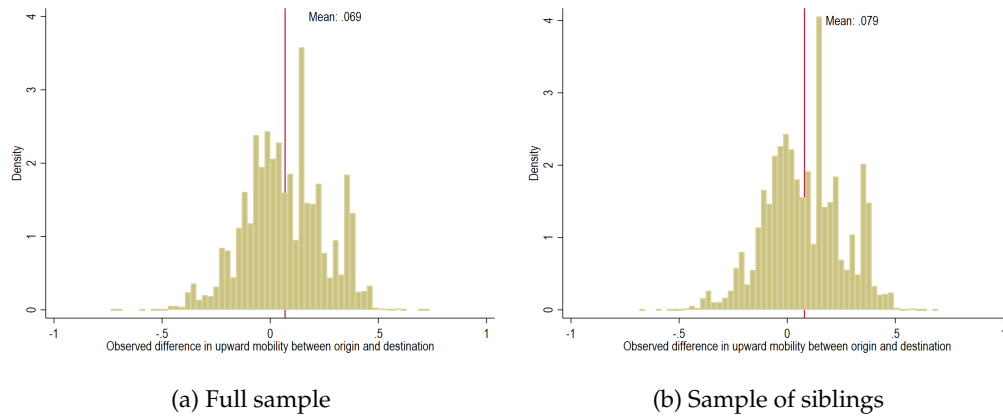 Mean: .069
Density
4
3
2
1
0
-1
-.5
0
.5
1
Observed difference in upward mobility between origin and destination
(a) Full sample
Mean: .079
Density
4
3
2
1
0
-1
-.5
0
.5
1
Observed difference in upward mobility between origin and destination
(b) Sample of siblings